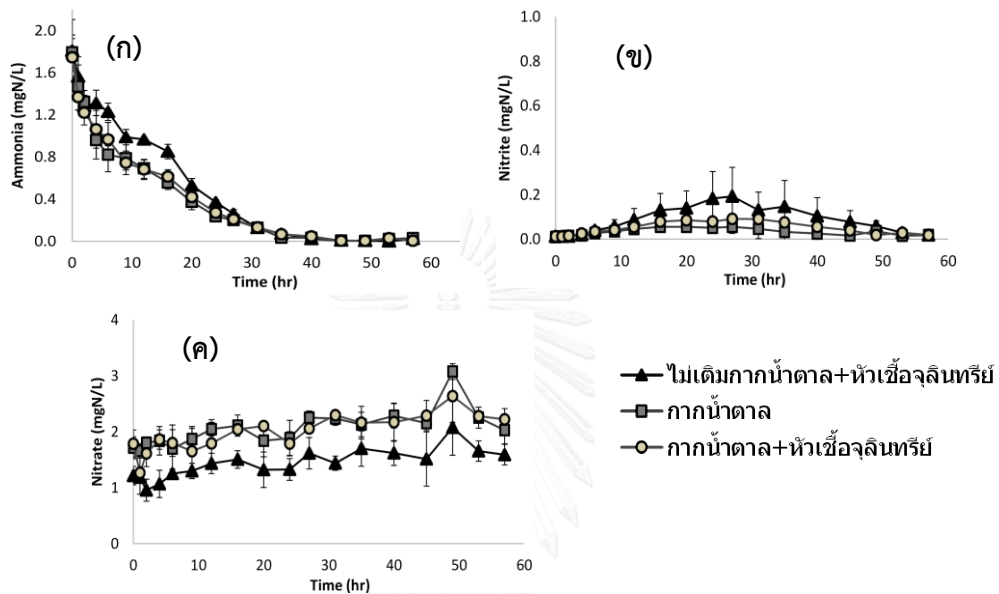 (ก)
Ammonia (mgN/L)
2.0
1.6
1.2
0.8
0.4
0.0
0 10 20 30 40 50 60
Time (hr)
(ข)
Nitrite (mgN/L)
1.0
0.8
0.6
0.4
0.2
0.0
0 10 20 30 40 50 60
Time (hr)
(ค)
Nitrate (mgN/L)
4
3
2
1
0
0 10 20 30 40 50 60
Time (hr)
ไม่เติมกากน้ำตาล+หัวเชื้อจุลินทรีย์
กากน้ำตาล
กากน้ำตาล+หัวเชื้อจุลินทรีย์